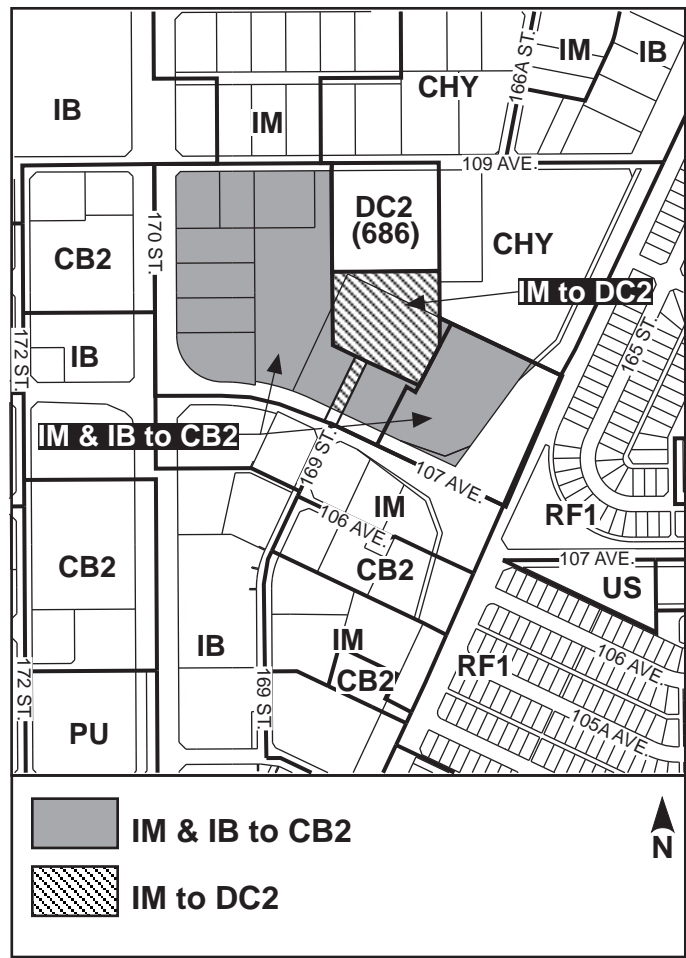 IM
IB
CHY
166A ST.
IB
IM
109 AVE.
DC2
(686)
170 ST.
CB2
CHY
IM to DC2
172 ST.
IB
165 ST.
IM & IB to CB2
169 ST.
107 AVE.
IM
106 AVE.
RF1
107 AVE.
CB2
CB2
US
IB
IM
RF1
106 AVE.
CB2
172 ST.
169 ST.
105A AVE.
PU
IM & IB to CB2
N
IM to DC2